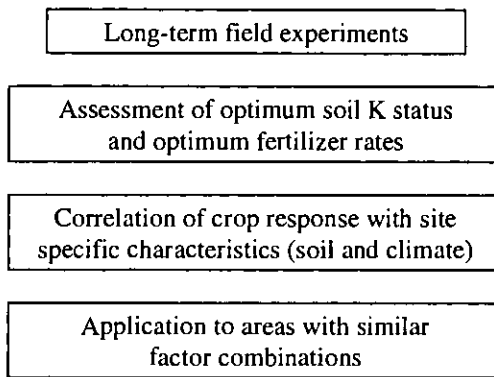 Long-term field experiments
Assessment of optimum soil K status
and optimum fertilizer rates
Correlation of crop response with site
specific characteristics (soil and climate)
Application to areas with similar
factor combinations